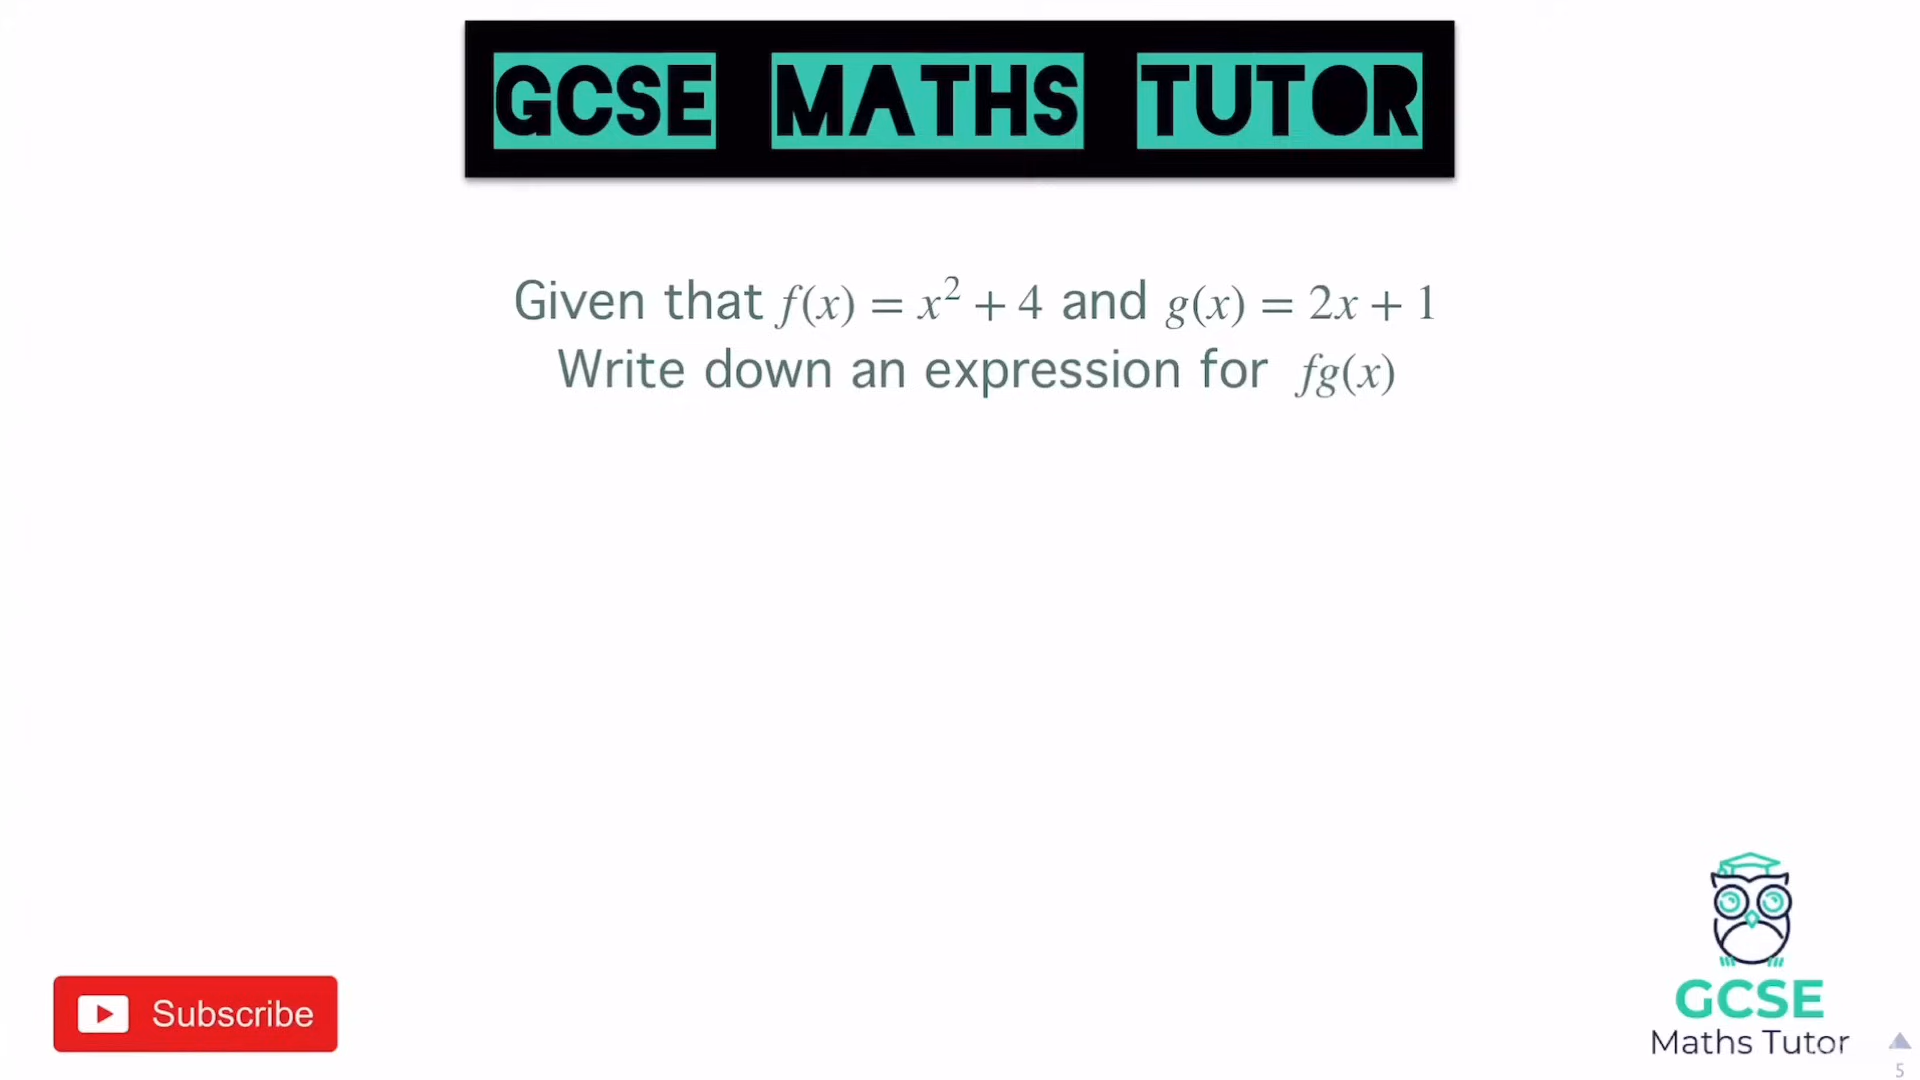 GCSE MATHS TUTOR
Given that f(x) = x² + 4 and g(x) = 2x + 1
Write down an expression for fg(x)
Subscribe
GCSE
Maths Tutor
5